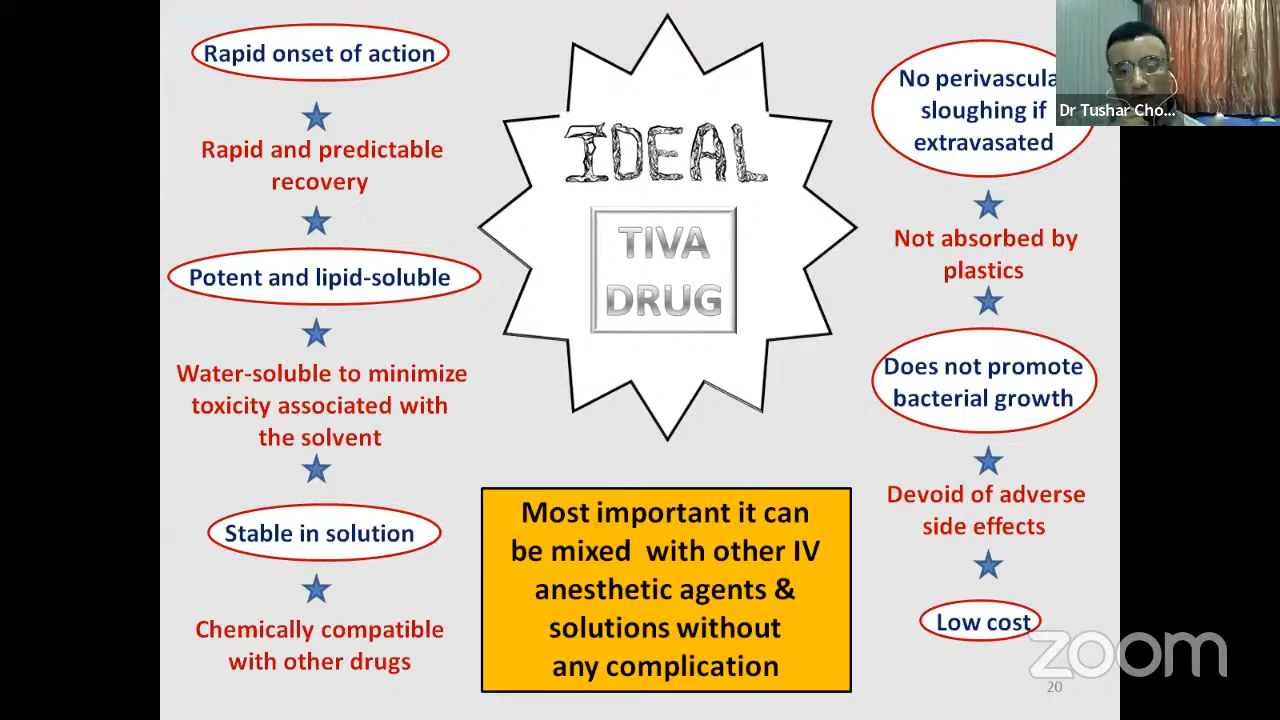 Rapid onset of action
Rapid and predictable
recovery
Potent and lipid-soluble
Water-soluble to minimize
toxicity associated with
the solvent
Stable in solution
Chemically compatible
with other drugs
IDEAL
TIVA
DRUG
Most important it can
be mixed with other IV
anesthetic agents &
solutions without
any complication
No perivascula
sloughing if
extravasated
Not absorbed by
plastics
Does not promote
bacterial growth
Devoid of adverse
side effects
Low cost
Dr Tushar Cho...
zoom
20